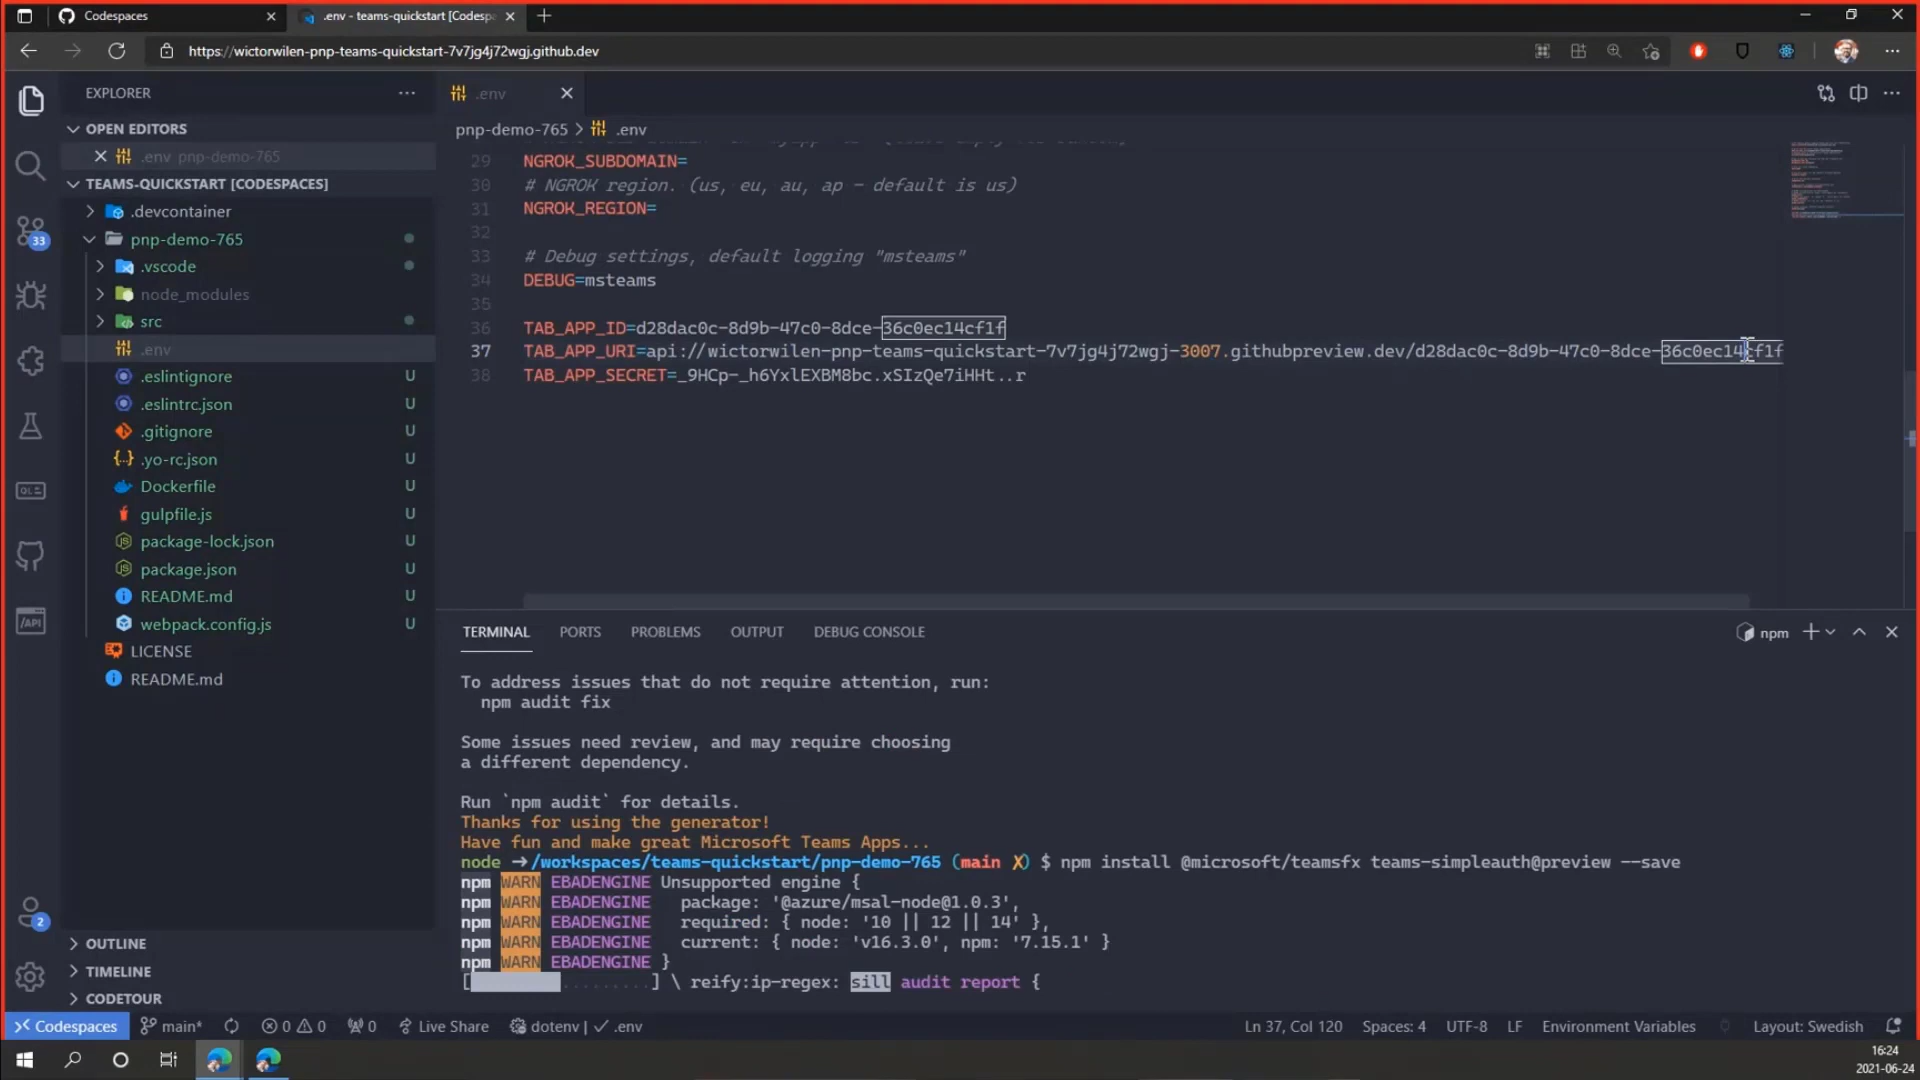 Codespaces
.env - teams-quickstart [Codesp
https://wictorwilen-pnp-teams-quickstart-7v7jg4j72wgj.github.dev
EXPLORER
.env
OPEN EDITORS
pnp-demo-765 > .env
.env pnp-demo-765
TEAMS-QUICKSTART [CODESPACES]
.devcontainer
pnp-demo-765
.vscode
node_modules
src
.env
.eslintignore U
.eslintrc.json U
.gitignore U
.yo-rc.json U
Dockerfile U
gulpfile.js U
package-lock.json U
package.json U
README.md U
webpack.config.js U
LICENSE
README.md
33
2
OUTLINE
TIMELINE
CODETOUR
29 NGROK_SUBDOMAIN=
30 # NGROK region. (us, eu, au, ap - default is us)
31 NGROK_REGION=
32
33 # Debug settings, default logging "msteams"
34 DEBUG=msteams
35
36 TAB_APP_ID=d28dac0c-8d9b-47c0-8dce-36c0ec14cf1f
37 TAB_APP_URI=api://wictorwilen-pnp-teams-quickstart-7v7jg4j72wgj-3007.githubpreview.dev/d28dac0c-8d9b-47c0-8dce-36c0ec14cf1f
38 TAB_APP_SECRET=_9HCp-_h6YxlEXBM8bc.xSIzQe7iHHt..r
TERMINAL PORTS PROBLEMS OUTPUT DEBUG CONSOLE
npm
To address issues that do not require attention, run:
npm audit fix
Some issues need review, and may require choosing
a different dependency.
Run `npm audit` for details.
Thanks for using the generator!
Have fun and make great Microsoft Teams Apps...
node ➜ /workspaces/teams-quickstart/pnp-demo-765 (main ✗) $ npm install @microsoft/teamsfx teams-simpleauth@preview --save
npm WARN EBADENGINE Unsupported engine {
npm WARN EBADENGINE package: '@azure/msal-node@1.0.3',
npm WARN EBADENGINE required: { node: '10 || 12 || 14' },
npm WARN EBADENGINE current: { node: 'v16.3.0', npm: '7.15.1' }
npm WARN EBADENGINE }
[ .........] \ reify:ip-regex: sill audit report {
Codespaces main* 0 0 0 Live Share dotenv | ✓ .env
Ln 37, Col 120 Spaces: 4 UTF-8 LF Environment Variables Layout: Swedish
16:24
2021-06-24